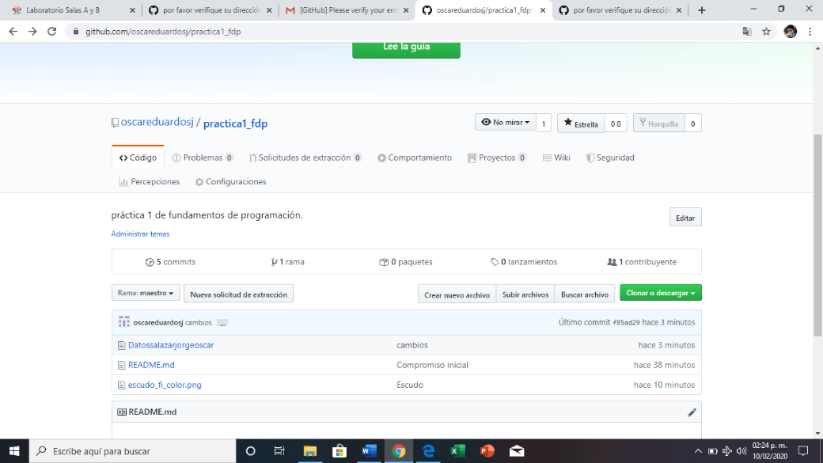 Laboratorio Salas A y B
por favor verifique su direcció
[GitHub] Please verify your em
oscareduardosj/practica1_fdp
por favor verifique su direcció
github.com/oscareduardosj/practica1_fdp
Lee la guía
oscareduardosj / practica1_fdp
No mirar 1 Estrella 0 0 Horquilla 0
Código Problemas 0 Solicitudes de extracción 0 Comportamiento Proyectos 0 Wiki Seguridad
Percepciones Configuraciones
práctica 1 de fundamentos de programación. Editar
Administrar temas
5 commits 1 rama 0 paquetes 0 lanzamientos 1 contribuyente
Rama: maestro Nueva solicitud de extracción Crear nuevo archivo Subir archivos Buscar archivo Clonar o descargar
oscareduardosj cambios ... Último commit f85ad29 hace 3 minutos
Datossalazarjorgeoscar cambios hace 3 minutos
README.md Compromiso inicial hace 38 minutos
escudo_fi_color.png Escudo hace 10 minutos
README.md
Escribe aquí para buscar
02:24 p. m.
10/02/2020